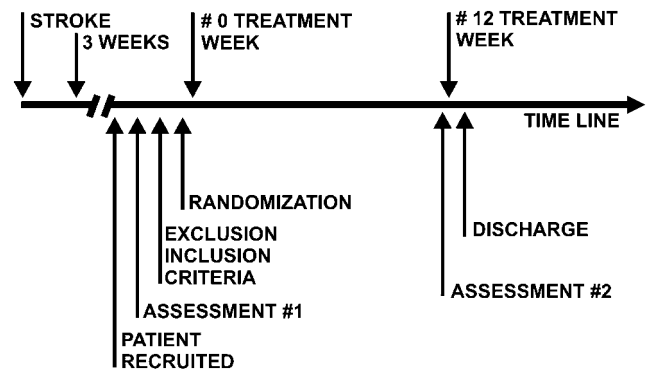 STROKE
3 WEEKS
# 0 TREATMENT
WEEK
# 12 TREATMENT
WEEK
TIME LINE
RANDOMIZATION
EXCLUSION
INCLUSION
CRITERIA
ASSESSMENT #1
PATIENT
RECRUITED
DISCHARGE
ASSESSMENT #2